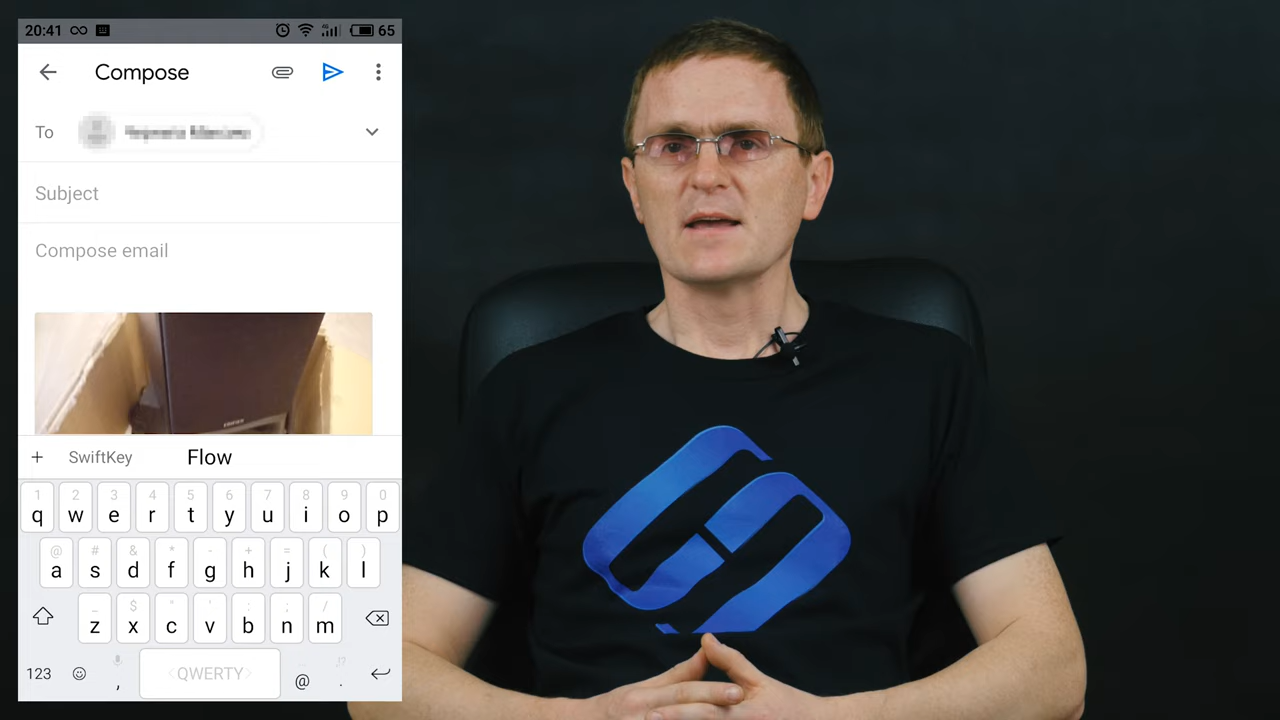 20:41 65
Compose
To
Subject
Compose email
EDIFIER
+ SwiftKey Flow
1 2 3 4 5 6 7 8 9 0
q w e r t y u i o p
@ # & * - + = ( )
a s d f g h j k l
_ $ " ' : ; /
z x c v b n m
123 , <QWERTY> @ .